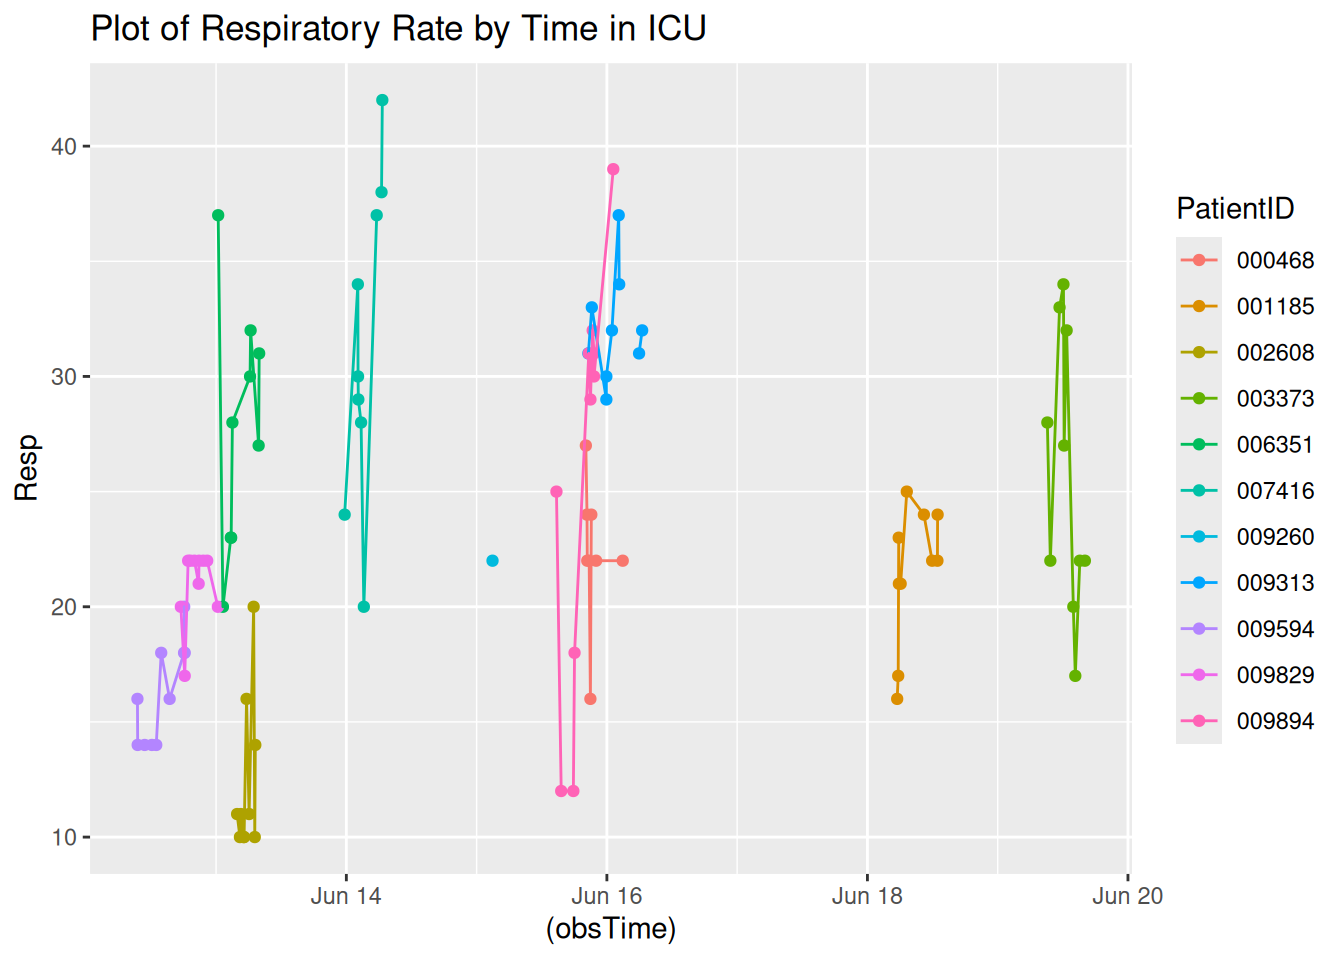 Plot of Respiratory Rate by Time in ICU
40
30
20
10
Resp
Jun 14
Jun 16
Jun 18
Jun 20
(obsTime)
PatientID
000468
001185
002608
003373
006351
007416
009260
009313
009594
009829
009894